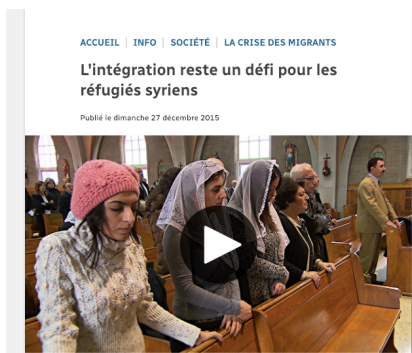 ACCUEIL | INFO | SOCIÉTÉ | LA CRISE DES MIGRANTS
L'intégration reste un défi pour les
réfugiés syriens
Publié le dimanche 27 décembre 2015